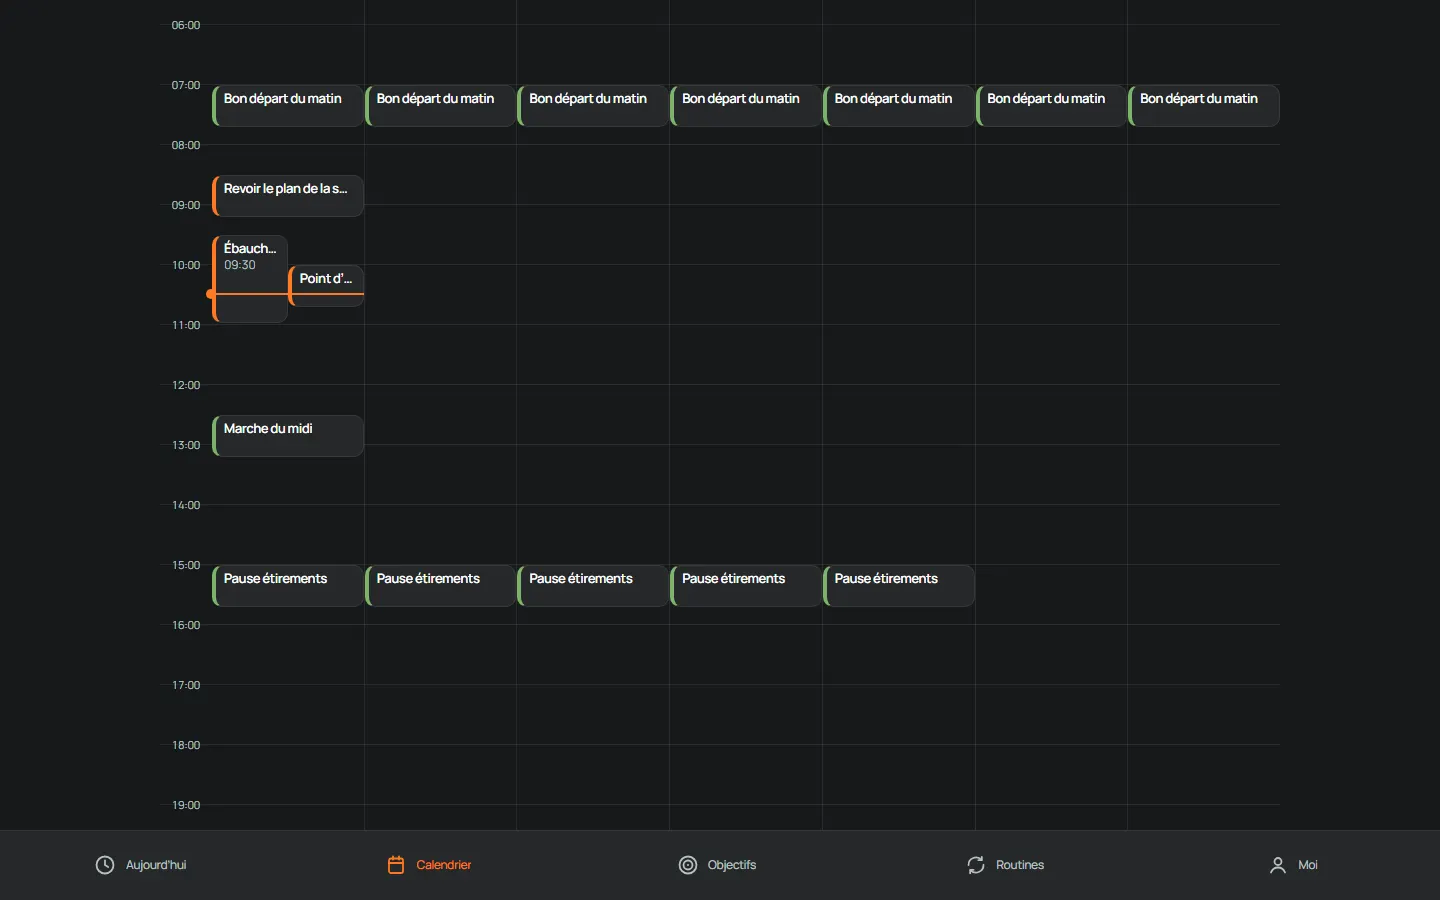 06:00
07:00
Bon départ du matin
Bon départ du matin
Bon départ du matin
Bon départ du matin
Bon départ du matin
Bon départ du matin
Bon départ du matin
08:00
Revoir le plan de la s...
09:00
Ébauch...
09:30
10:00
Point d’...
11:00
12:00
Marche du midi
13:00
14:00
15:00
Pause étirements
Pause étirements
Pause étirements
Pause étirements
Pause étirements
16:00
17:00
18:00
19:00
Aujourd'hui
Calendrier
Objectifs
Routines
Moi